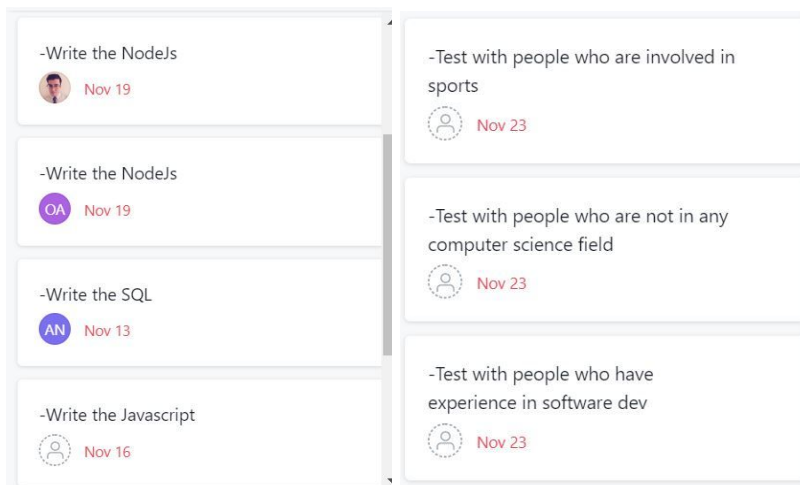 -Write the NodeJs
Nov 19
-Write the NodeJs
OA Nov 19
-Write the SQL
AN Nov 13
-Write the Javascript
Nov 16
-Test with people who are involved in
sports
Nov 23
-Test with people who are not in any
computer science field
Nov 23
-Test with people who have
experience in software dev
Nov 23